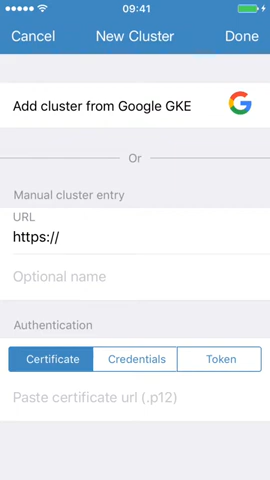 09:41
Cancel New Cluster Done
Add cluster from Google GKE
Or
Manual cluster entry
URL
https://
Optional name
Authentication
Certificate Credentials Token
Paste certificate url (.p12)